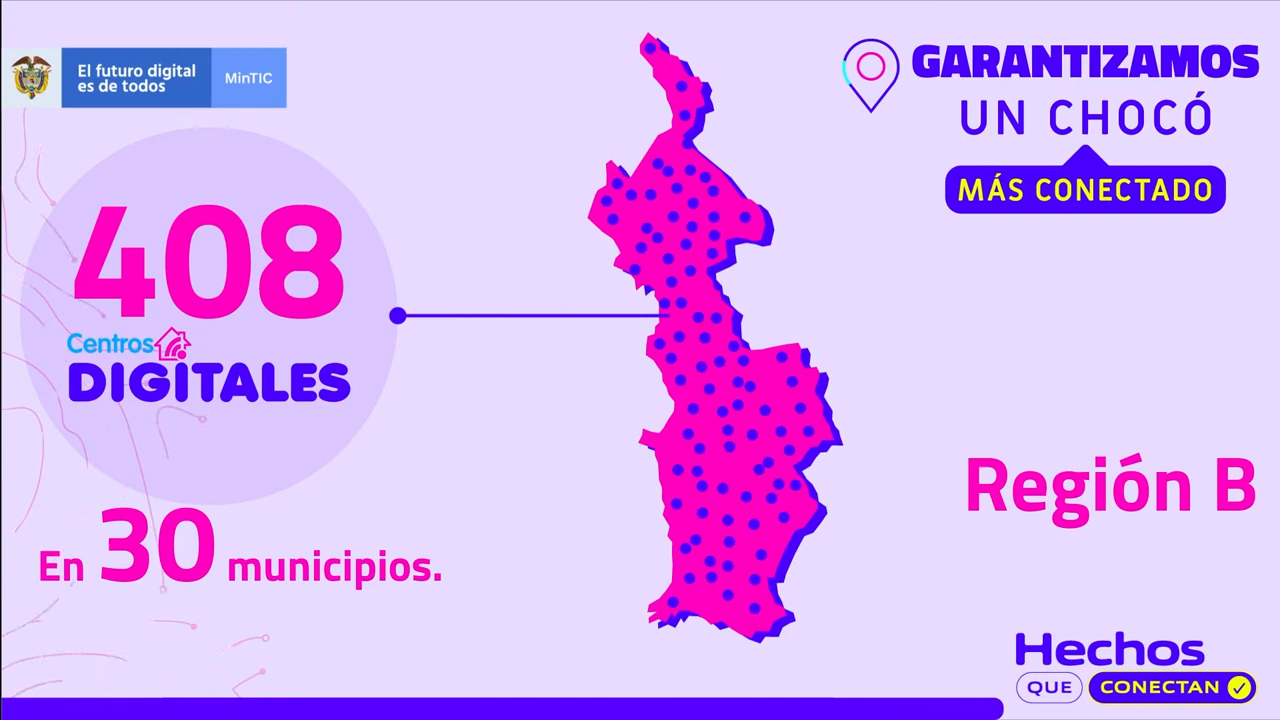 El futuro digital
es de todos
MinTIC
GARANTIZAMOS
UN CHOCÓ
MÁS CONECTADO
408
Centros
DIGITALES
En 30 municipios.
Región B
Hechos
QUE CONECTAN